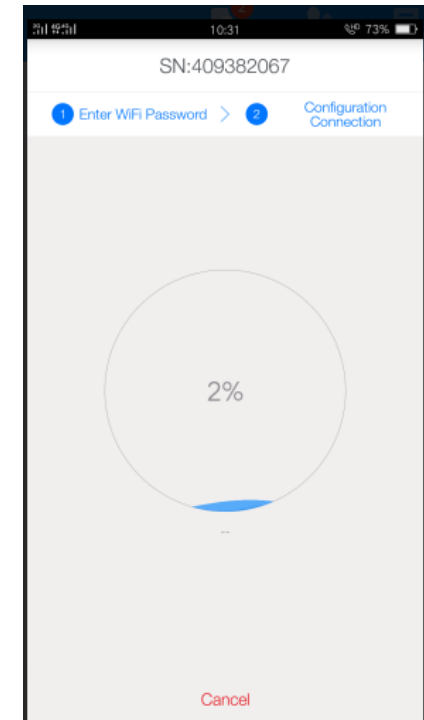 10:31 73%
SN:409382067
1 Enter WiFi Password > 2 Configuration
Connection
2%
--
Cancel